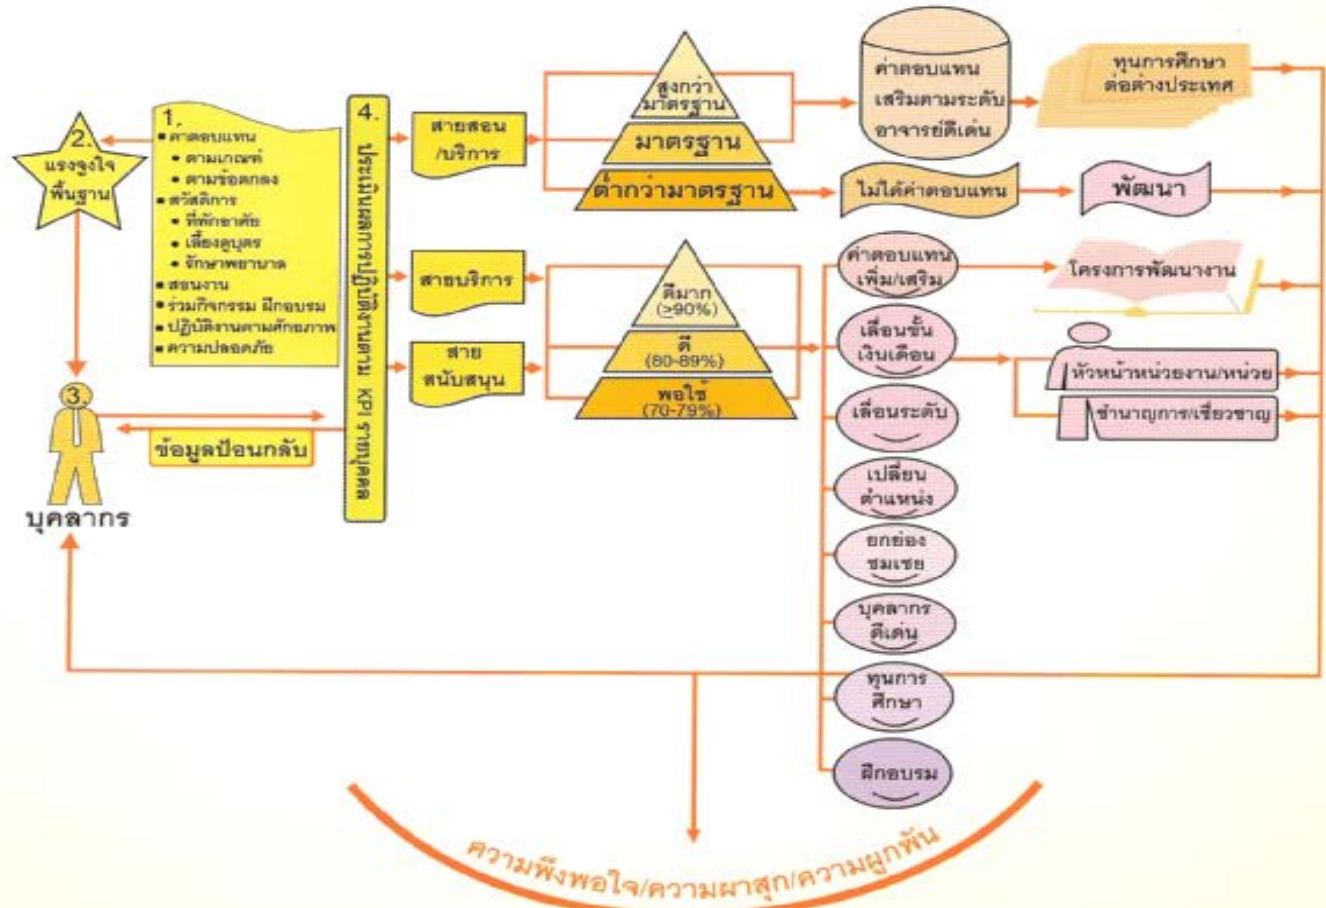 1.
▪ ค่าตอบแทน
• ตามเกณฑ์
• ตามข้อตกลง
▪ สวัสดิการ
• ที่พักอาศัย
• เลี้ยงดูบุตร
• รักษาพยาบาล
▪ สอนงาน
▪ ร่วมกิจกรรม ฝึกอบรม
▪ ปฏิบัติงานตามศักยภาพ
▪ ความปลอดภัย
2.
แรงจูงใจ
พื้นฐาน
3.
บุคลากร
ข้อมูลป้อนกลับ
4.
ประเมินผลการปฏิบัติงานตาม KPI รายบุคคล
สายสอน
/บริการ
สายบริการ
สาย
สนับสนุน
สูงกว่า
มาตรฐาน
มาตรฐาน
ต่ำกว่ามาตรฐาน
ดีมาก
(≥90%)
ดี
(80-89%)
พอใช้
(70-79%)
ค่าตอบแทน
เสริมตามระดับ
อาจารย์ดีเด่น
ทุนการศึกษา
ต่อต่างประเทศ
ไม่ได้ค่าตอบแทน
พัฒนา
ค่าตอบแทน
เพิ่ม/เสริม
โครงการพัฒนางาน
เลื่อนขั้น
เงินเดือน
หัวหน้าหน่วยงาน/หน่วย
ชำนาญการ/เชี่ยวชาญ
เลื่อนระดับ
เปลี่ยน
ตำแหน่ง
ยกย่อง
ชมเชย
บุคลากร
ดีเด่น
ทุนการ
ศึกษา
ฝึกอบรม
ความพึงพอใจ/ความผาสุก/ความผูกพัน